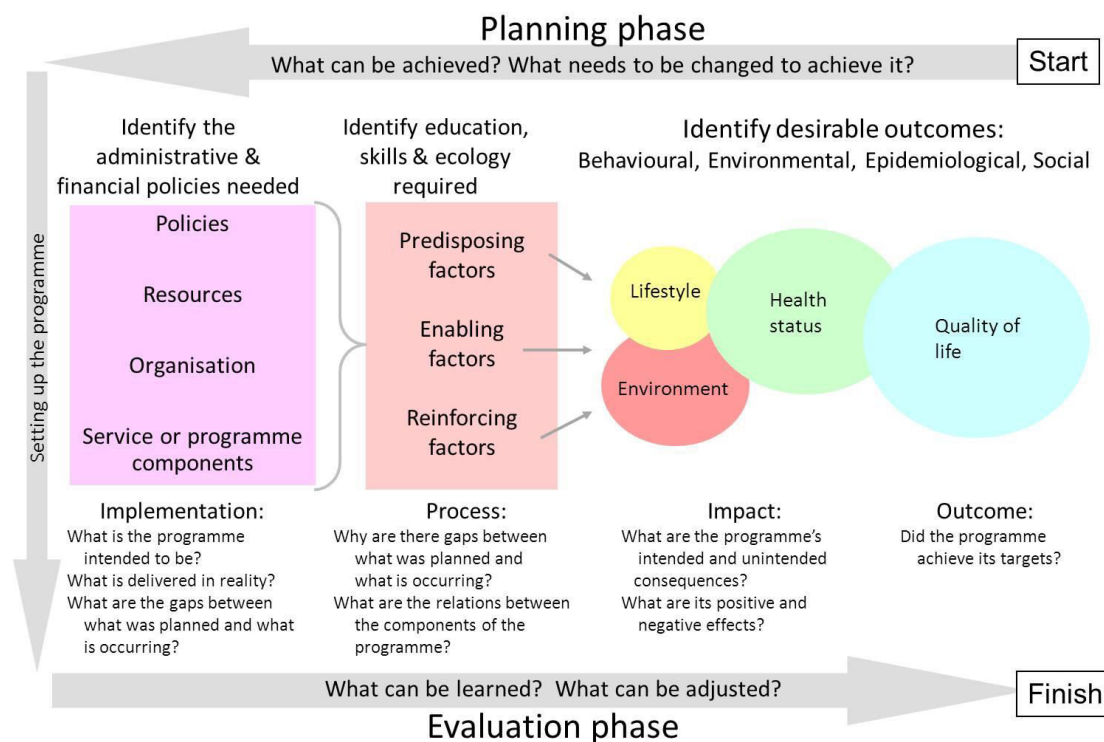 Planning phase
What can be achieved? What needs to be changed to achieve it?
Start
Setting up the programme
Identify the
administrative &
financial policies needed
Identify education,
skills & ecology
required
Identify desirable outcomes:
Behavioural, Environmental, Epidemiological, Social
Policies
Resources
Organisation
Service or programme
components
Predisposing
factors
Enabling
factors
Reinforcing
factors
Lifestyle
Environment
Health
status
Quality of
life
Implementation:
What is the programme
intended to be?
What is delivered in reality?
What are the gaps between
what was planned and what
is occurring?
Process:
Why are there gaps between
what was planned and
what is occurring?
What are the relations between
the components of the
programme?
Impact:
What are the programme’s
intended and unintended
consequences?
What are its positive and
negative effects?
Outcome:
Did the programme
achieve its targets?
What can be learned?  What can be adjusted?
Finish
Evaluation phase